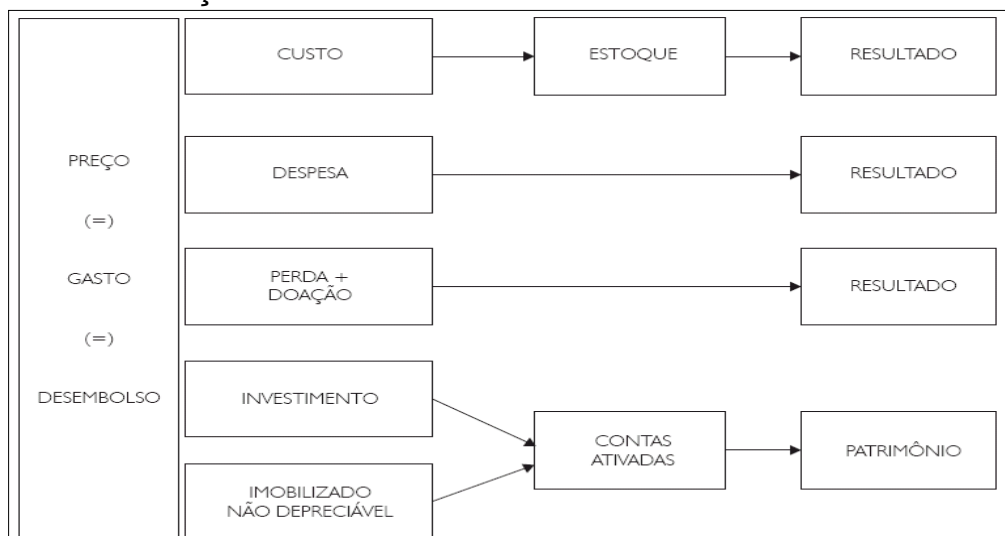 PREÇO
(=)
GASTO
(=)
DESEMBOLSO
CUSTO
ESTOQUE
RESULTADO
DESPESA
RESULTADO
PERDA +
DOAÇÃO
RESULTADO
INVESTIMENTO
IMOBILIZADO
NÃO DEPRECIÁVEL
CONTAS
ATIVADAS
PATRIMÔNIO